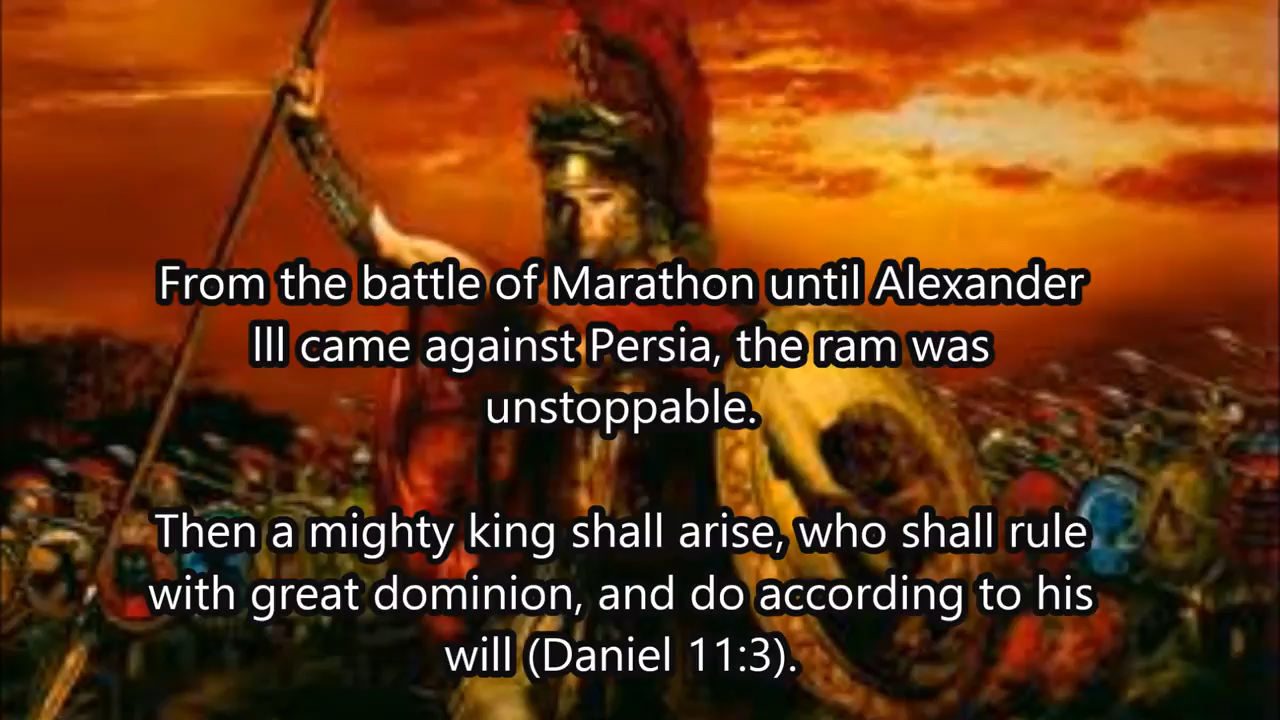 From the battle of Marathon until Alexander
lll came against Persia, the ram was
unstoppable.
Then a mighty king shall arise, who shall rule
with great dominion, and do according to his
will (Daniel 11:3).